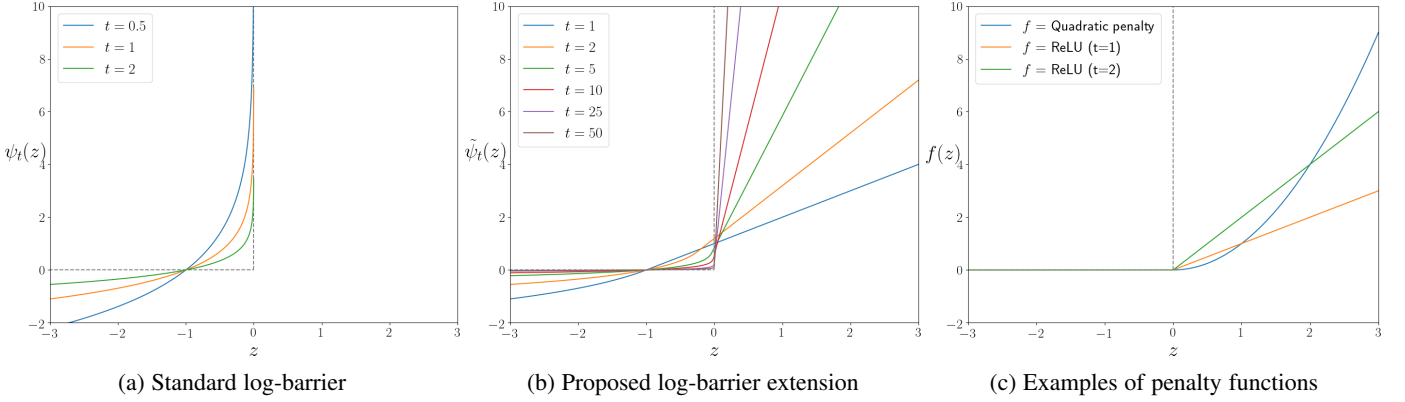 10
8
6
4
2
0
−2
−3
−2
−1
0
1
2
3
ψt(z)
z
t = 0.5
t = 1
t = 2
(a) Standard log-barrier
10
8
6
4
2
0
−2
−3
−2
−1
0
1
2
3
ψ̃t(z)
z
t = 1
t = 2
t = 5
t = 10
t = 25
t = 50
(b) Proposed log-barrier extension
10
8
6
4
2
0
−2
−3
−2
−1
0
1
2
3
f(z)
z
f = Quadratic penalty
f = ReLU (t=1)
f = ReLU (t=2)
(c) Examples of penalty functions